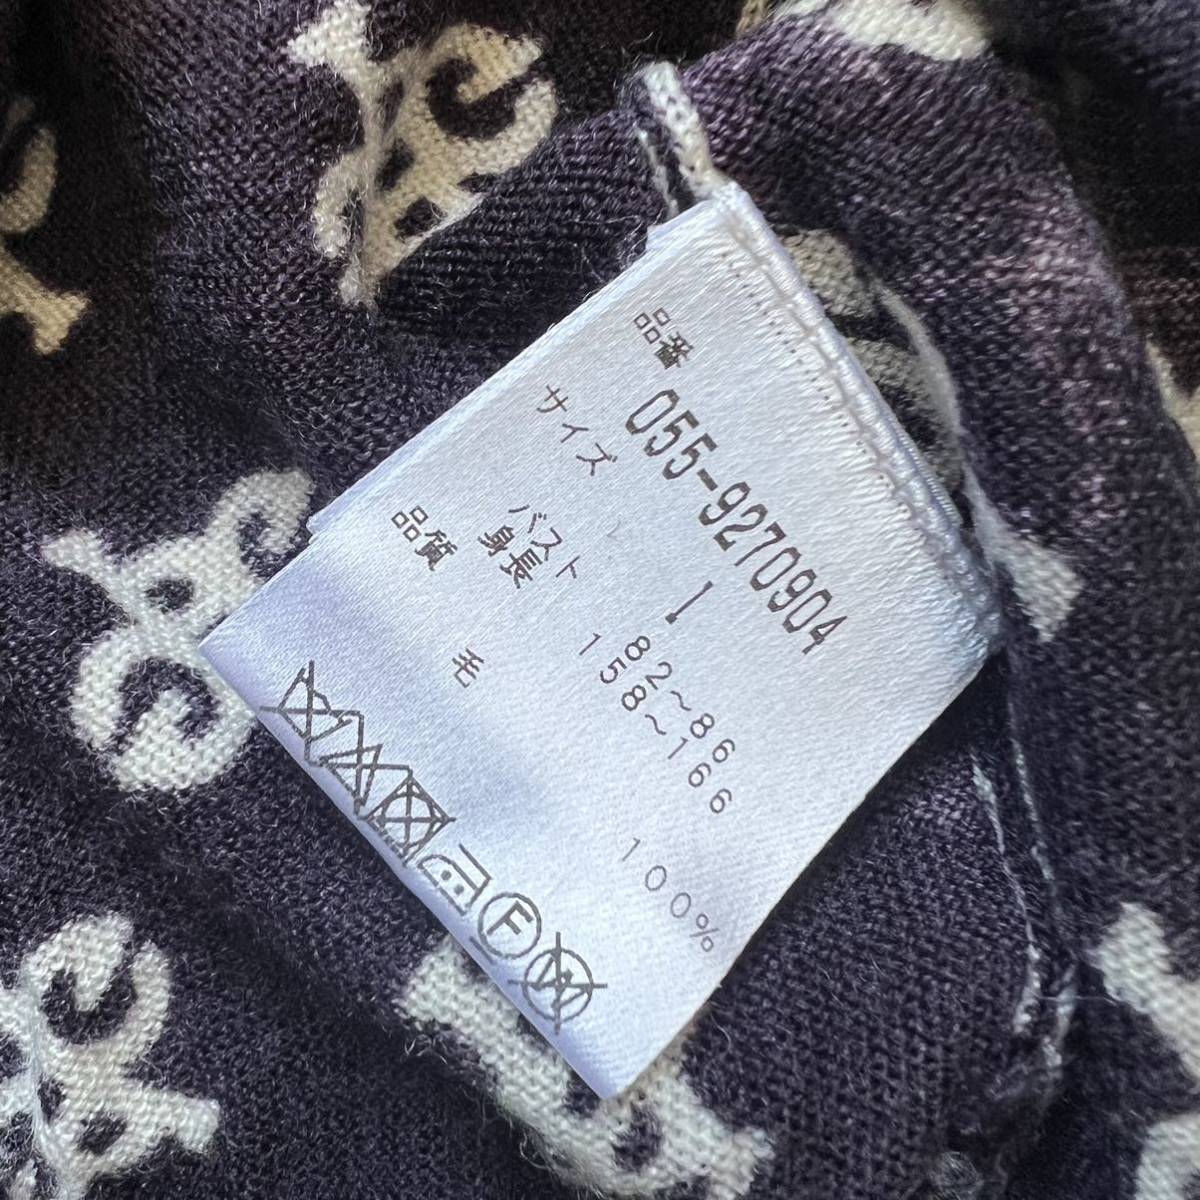 品番 055-9270904
サイズ 1
バスト 82~86
身長 158~166
品質
毛 100%
F W